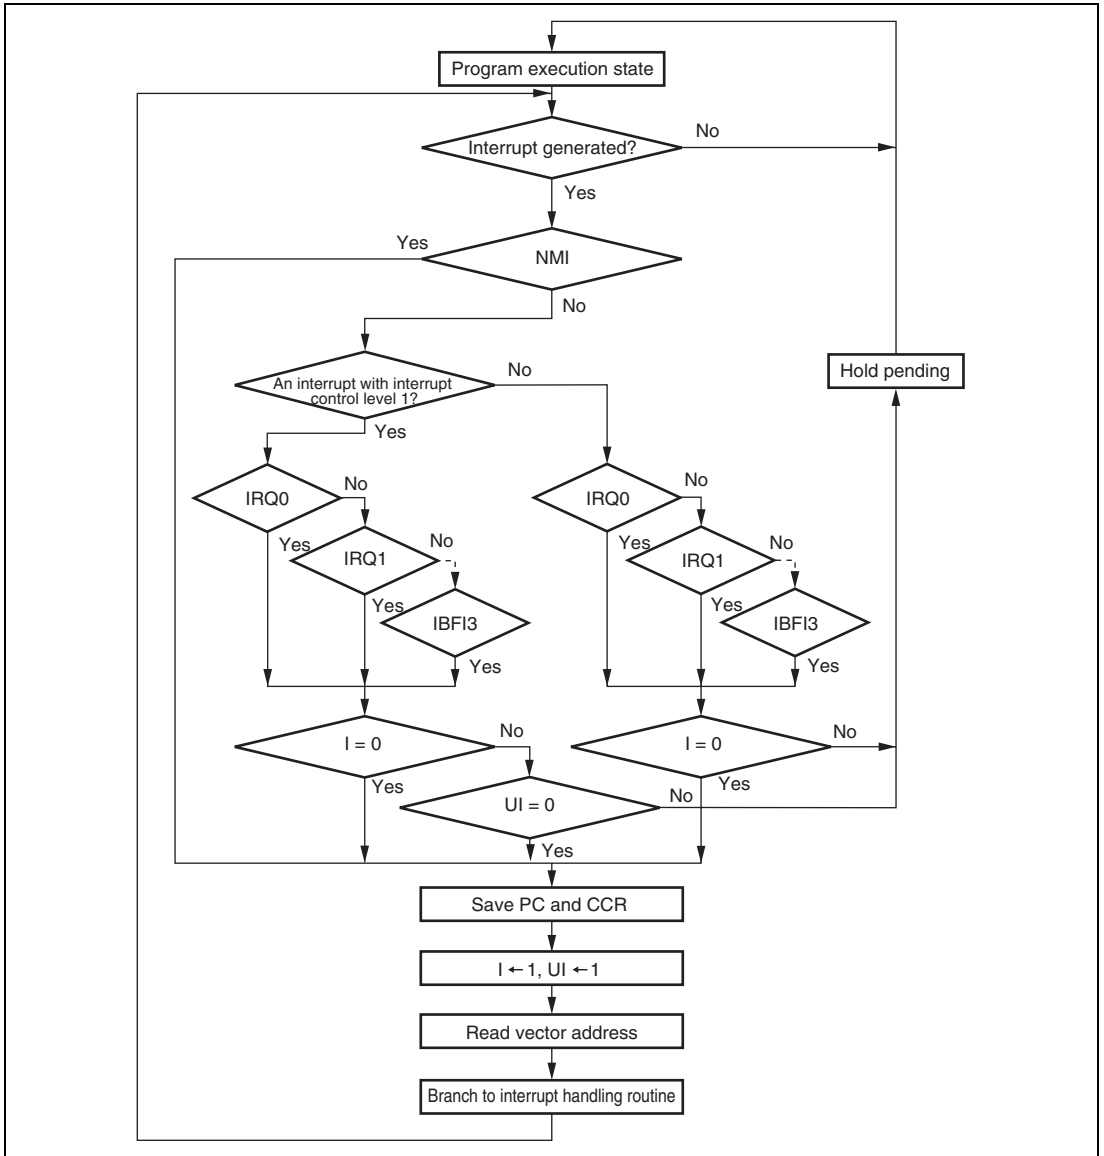 Program execution state
Interrupt generated?
No
Yes
Yes
NMI
No
An interrupt with interrupt
control level 1?
No
Hold pending
Yes
IRQ0
No
IRQ0
No
Yes
IRQ1
No
Yes
IRQ1
No
Yes
IBFI3
Yes
IBFI3
Yes
Yes
I = 0
No
I = 0
No
Yes
UI = 0
No
Yes
Yes
Save PC and CCR
I ← 1, UI ← 1
Read vector address
Branch to interrupt handling routine